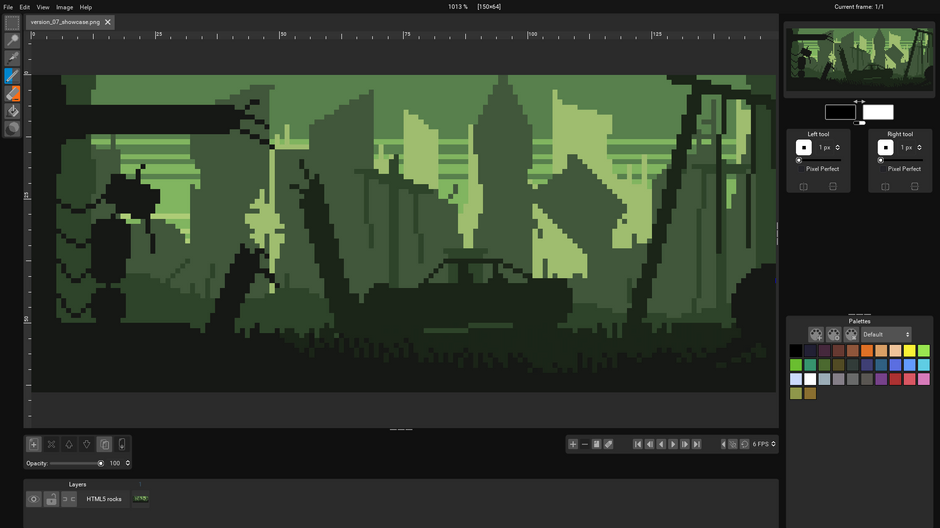 File Edit View Image Help
1013 % [150×64]
Current frame: 1/1
version_07_showcase.png
0 25 50 75 100 125
0
25
50
Left tool
Right tool
1 px
1 px
Pixel Perfect
Pixel Perfect
Palettes
Default
6 FPS
Opacity: 100
Layers
1
HTML5 rooks